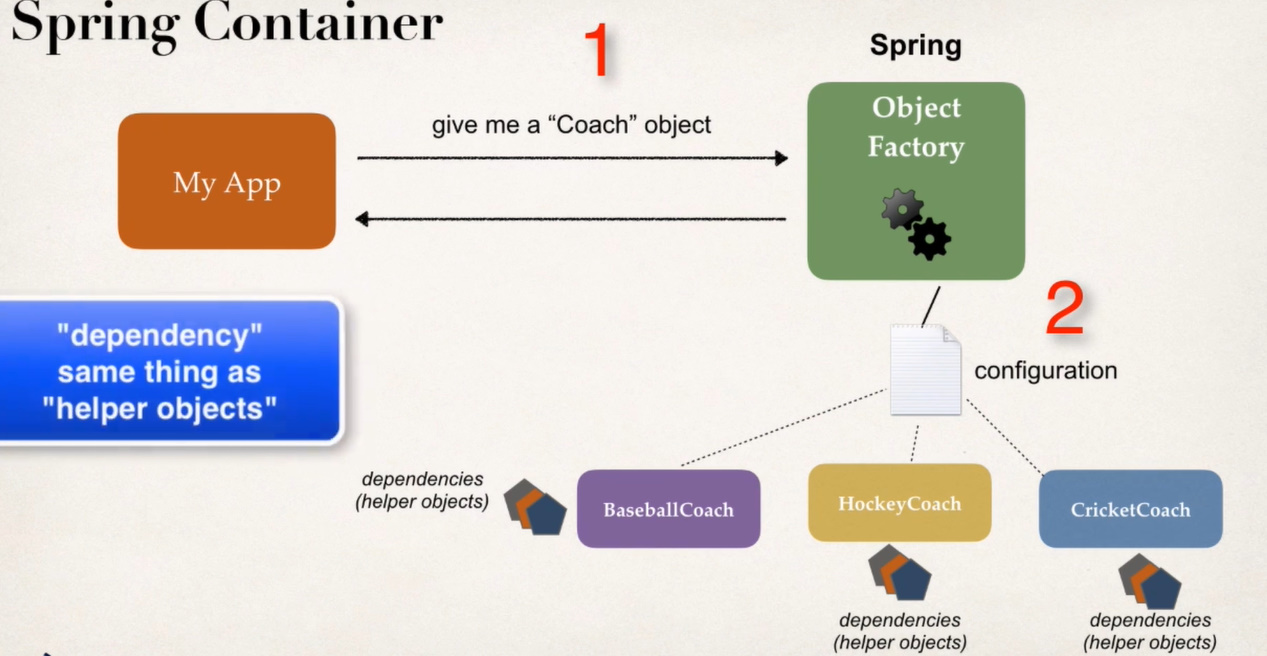 Spring Container
1
Spring
give me a “Coach” object
Object
Factory
My App
2
"dependency"
same thing as
"helper objects"
configuration
dependencies
(helper objects)
BaseballCoach
HockeyCoach
CricketCoach
dependencies
(helper objects)
dependencies
(helper objects)